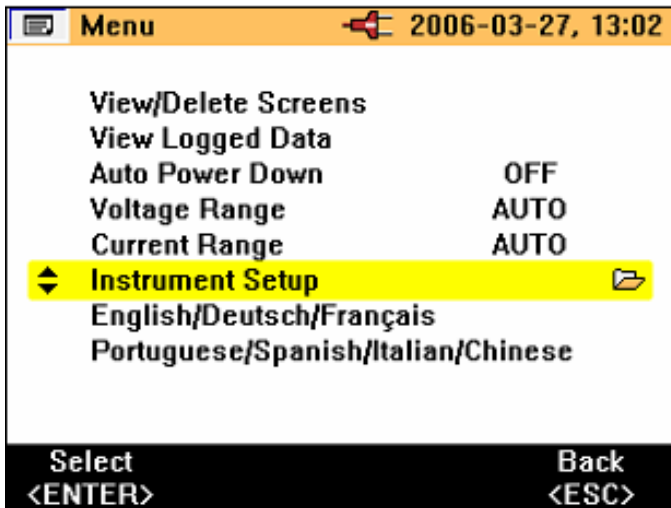 Menu 2006-03-27, 13:02
View/Delete Screens
View Logged Data
Auto Power Down OFF
Voltage Range AUTO
Current Range AUTO
Instrument Setup
English/Deutsch/Français
Portuguese/Spanish/Italian/Chinese
Select Back
<ENTER> <ESC>